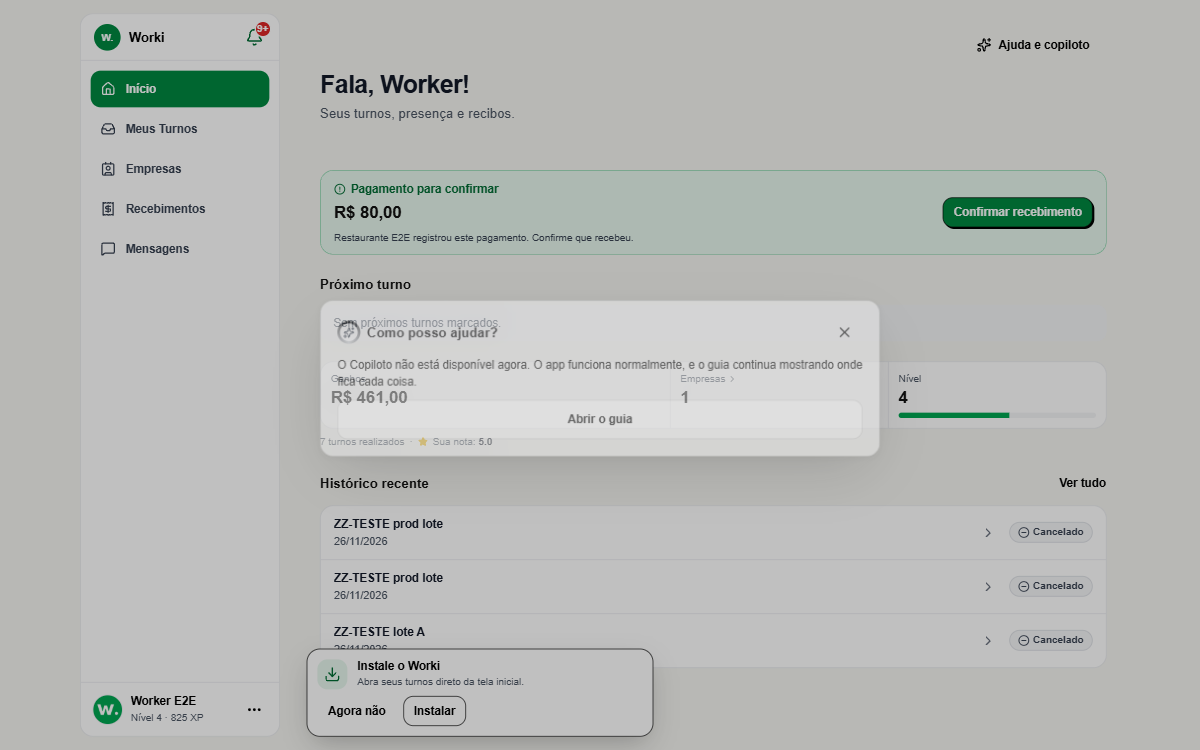 w. Worki 9+
Ajuda e copiloto
Início
Meus Turnos
Empresas
Recebimentos
Mensagens
Fala, Worker!
Seus turnos, presença e recibos.
Pagamento para confirmar
R$ 80,00
Restaurante E2E registrou este pagamento. Confirme que recebeu.
Confirmar recebimento
Próximo turno
Sem próximos turnos marcados.
Como posso ajudar?
O Copiloto não está disponível agora. O app funciona normalmente, e o guia continua mostrando onde
fica cada coisa.
Abrir o guia
Ganhos
R$ 461,00
Empresas
1
Nível
4
7 turnos realizados · Sua nota: 5.0
Histórico recente
Ver tudo
ZZ-TESTE prod lote
26/11/2026
Cancelado
ZZ-TESTE prod lote
26/11/2026
Cancelado
ZZ-TESTE lote A
26/11/2026
Cancelado
Instale o Worki
Abra seus turnos direto da tela inicial.
Agora não
Instalar
w.
Worker E2E
Nível 4 · 825 XP